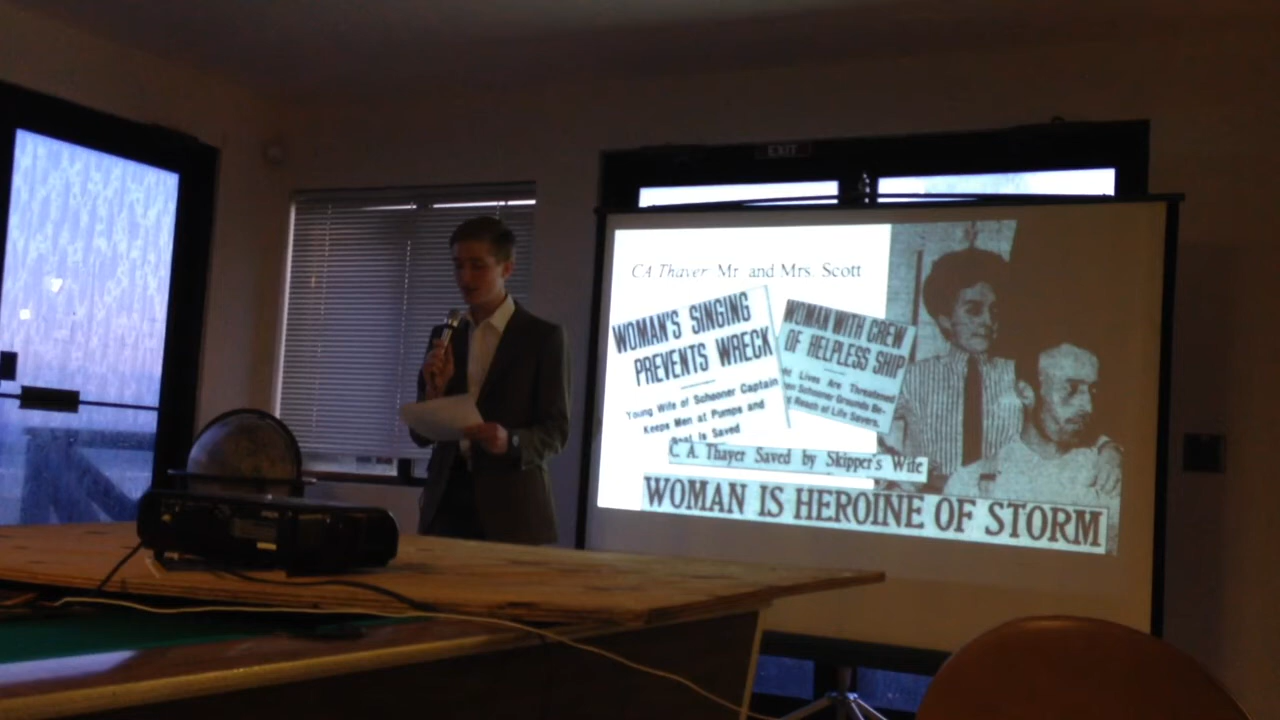 EXIT
CA Thayer Mr. and Mrs. Scott
WOMAN'S SINGING
PREVENTS WRECK
Young Wife of Schooner Captain
Keeps Men at Pumps and
Is Saved
WOMAN WITH CREW
OF HELPLESS SHIP
Lives Are Threatened
Schooner Grounds Be-
Reach of Life Savers.
C. A. Thayer Saved by Skipper's Wife
WOMAN IS HEROINE OF STORM